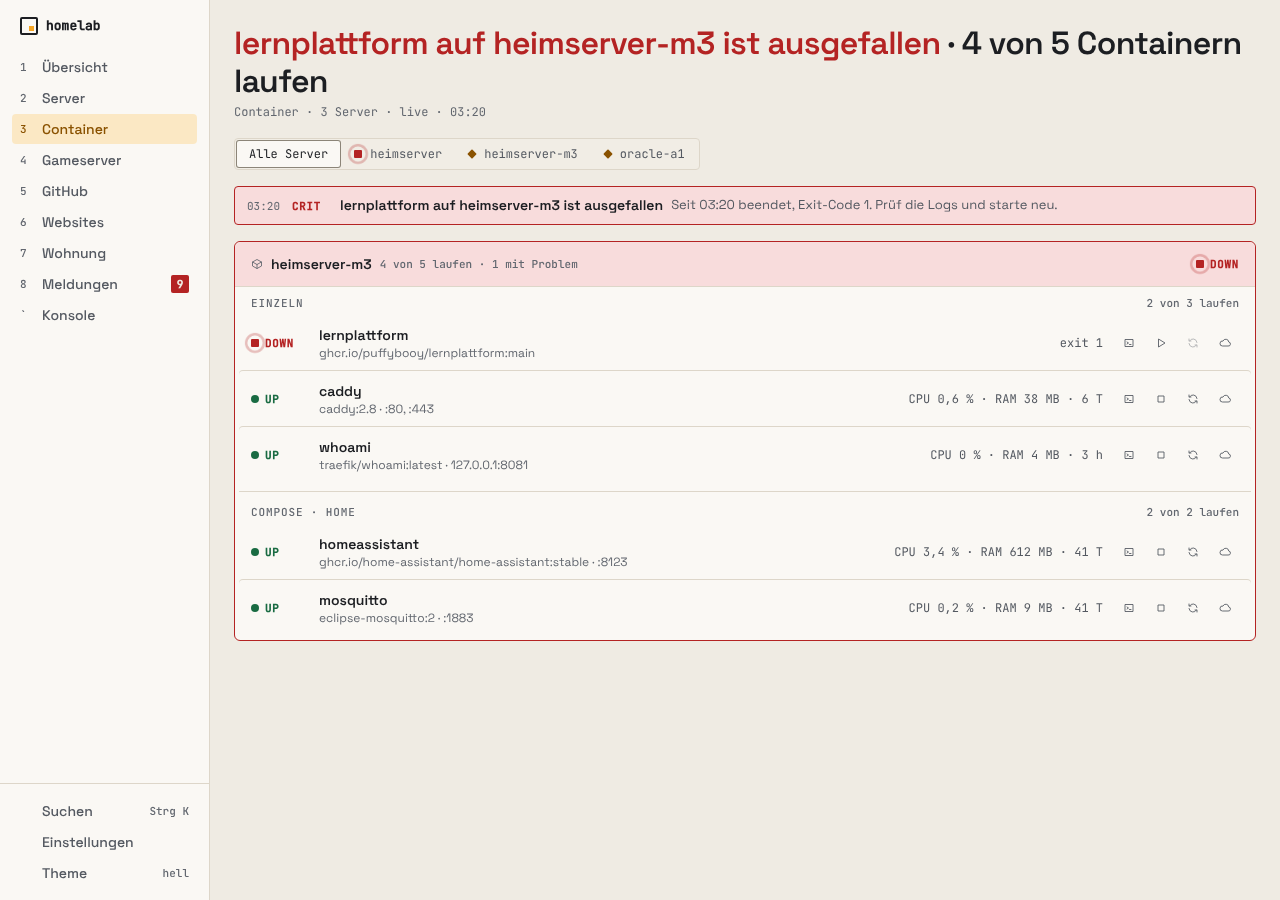 homelab
1 Übersicht
2 Server
3 Container
4 Gameserver
5 GitHub
6 Websites
7 Wohnung
8 Meldungen 9
` Konsole
Suchen Strg K
Einstellungen
Theme hell
lernplattform auf heimserver-m3 ist ausgefallen · 4 von 5 Containern
laufen
Container · 3 Server · live · 03:20
Alle Server heimserver heimserver-m3 oracle-a1
03:20 CRIT lernplattform auf heimserver-m3 ist ausgefallen Seit 03:20 beendet, Exit-Code 1. Prüf die Logs und starte neu.
heimserver-m3 4 von 5 laufen · 1 mit Problem DOWN
EINZELN 2 von 3 laufen
DOWN lernplattform exit 1
ghcr.io/puffybooy/lernplattform:main
UP caddy CPU 0,6 % · RAM 38 MB · 6 T
caddy:2.8 · :80, :443
UP whoami CPU 0 % · RAM 4 MB · 3 h
traefik/whoami:latest · 127.0.0.1:8081
COMPOSE · HOME 2 von 2 laufen
UP homeassistant CPU 3,4 % · RAM 612 MB · 41 T
ghcr.io/home-assistant/home-assistant:stable · :8123
UP mosquitto CPU 0,2 % · RAM 9 MB · 41 T
eclipse-mosquitto:2 · :1883